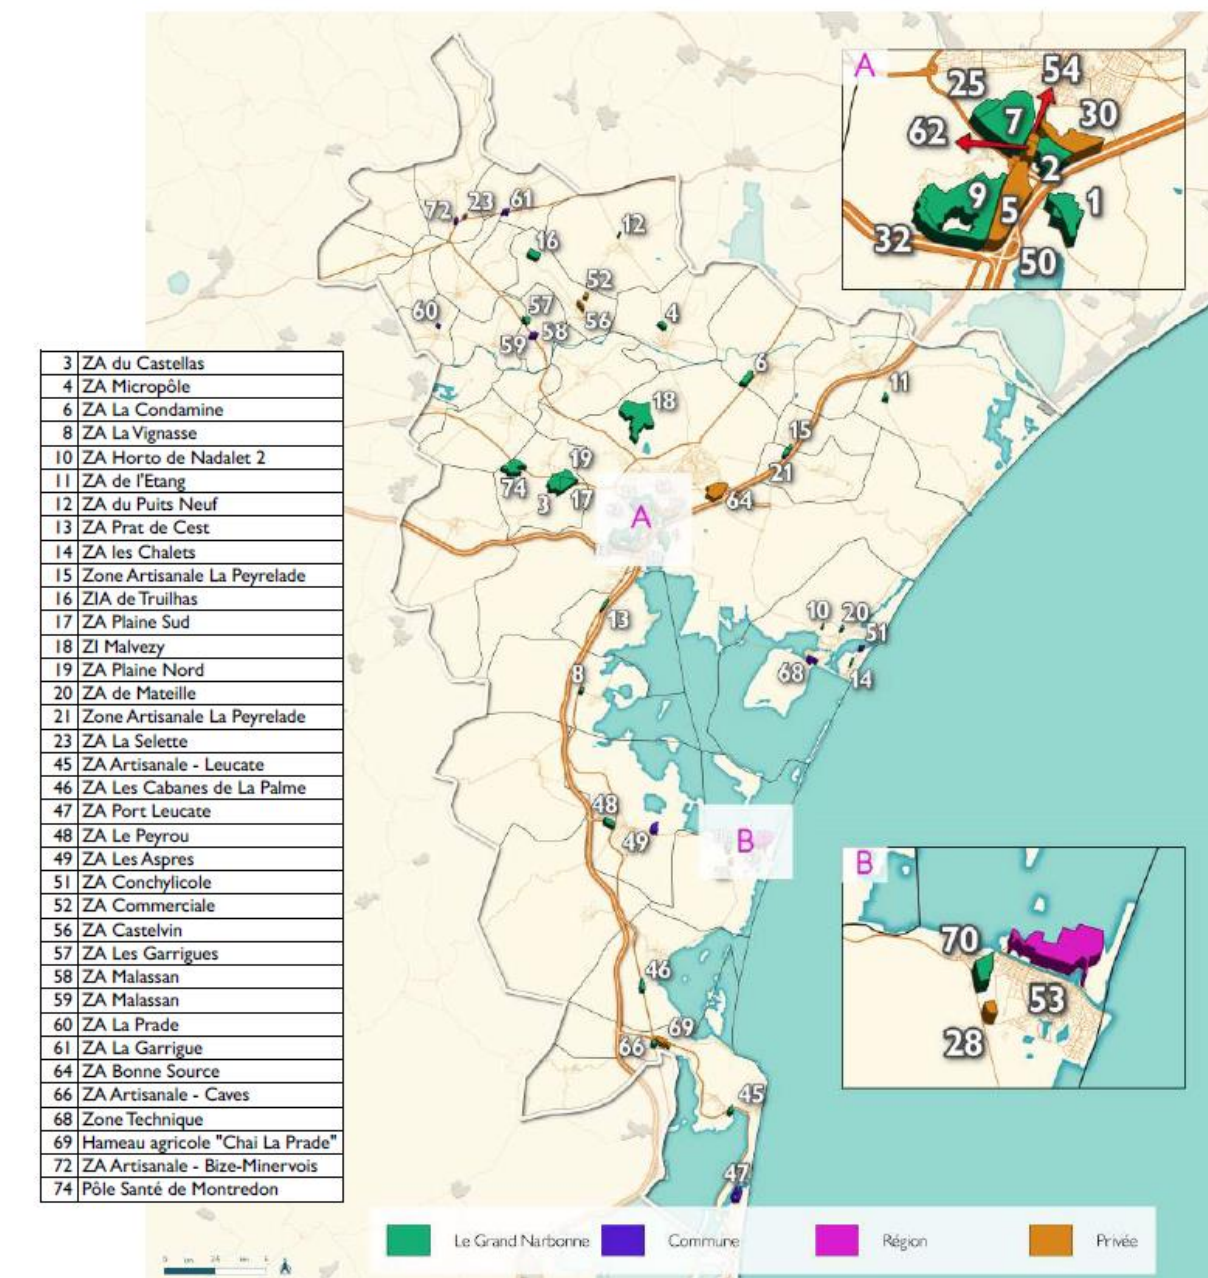 A
54
25
7
30
62
2
9
5
1
32
50
72
23
61
12
16
52
60
57
4
56
59
58
6
11
18
15
19
74
21
3
17
64
A
13
10
20
51
68
14
8
48
49
B
B
70
53
28
46
69
66
45
47
3 ZA du Castellas
4 ZA Micropôle
6 ZA La Condamine
8 ZA La Vignasse
10 ZA Horto de Nadalet 2
11 ZA de l'Etang
12 ZA du Puits Neuf
13 ZA Prat de Cest
14 ZA les Chalets
15 Zone Artisanale La Peyrelade
16 ZIA de Truilhas
17 ZA Plaine Sud
18 ZI Malvezy
19 ZA Plaine Nord
20 ZA de Mateille
21 Zone Artisanale La Peyrelade
23 ZA La Selette
45 ZA Artisanale - Leucate
46 ZA Les Cabanes de La Palme
47 ZA Port Leucate
48 ZA Le Peyrou
49 ZA Les Aspres
51 ZA Conchylicole
52 ZA Commerciale
56 ZA Castelvin
57 ZA Les Garrigues
58 ZA Malassan
59 ZA Malassan
60 ZA La Prade
61 ZA La Garrigue
64 ZA Bonne Source
66 ZA Artisanale - Caves
68 Zone Technique
69 Hameau agricole "Chai La Prade"
72 ZA Artisanale - Bize-Minervois
74 Pôle Santé de Montredon
Le Grand Narbonne
Commune
Région
Privée